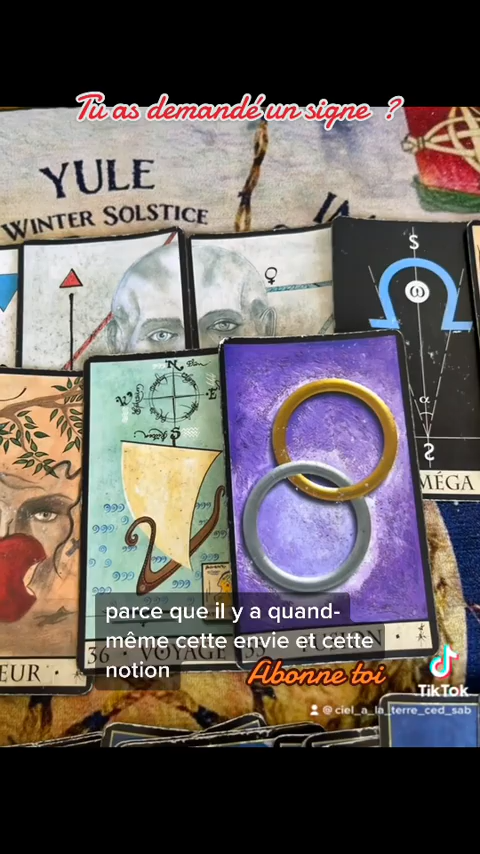 Tu as demandé un signe ?
YULE
WINTER SOLSTICE
S
ω
α
MÉGA
N
E
S
parce que il y a quand-
même cette envie et cette
notion
EUR
36 · VOYAGE
Abonne toi
TikTok
@ciel_a_la_terre_ced_sab